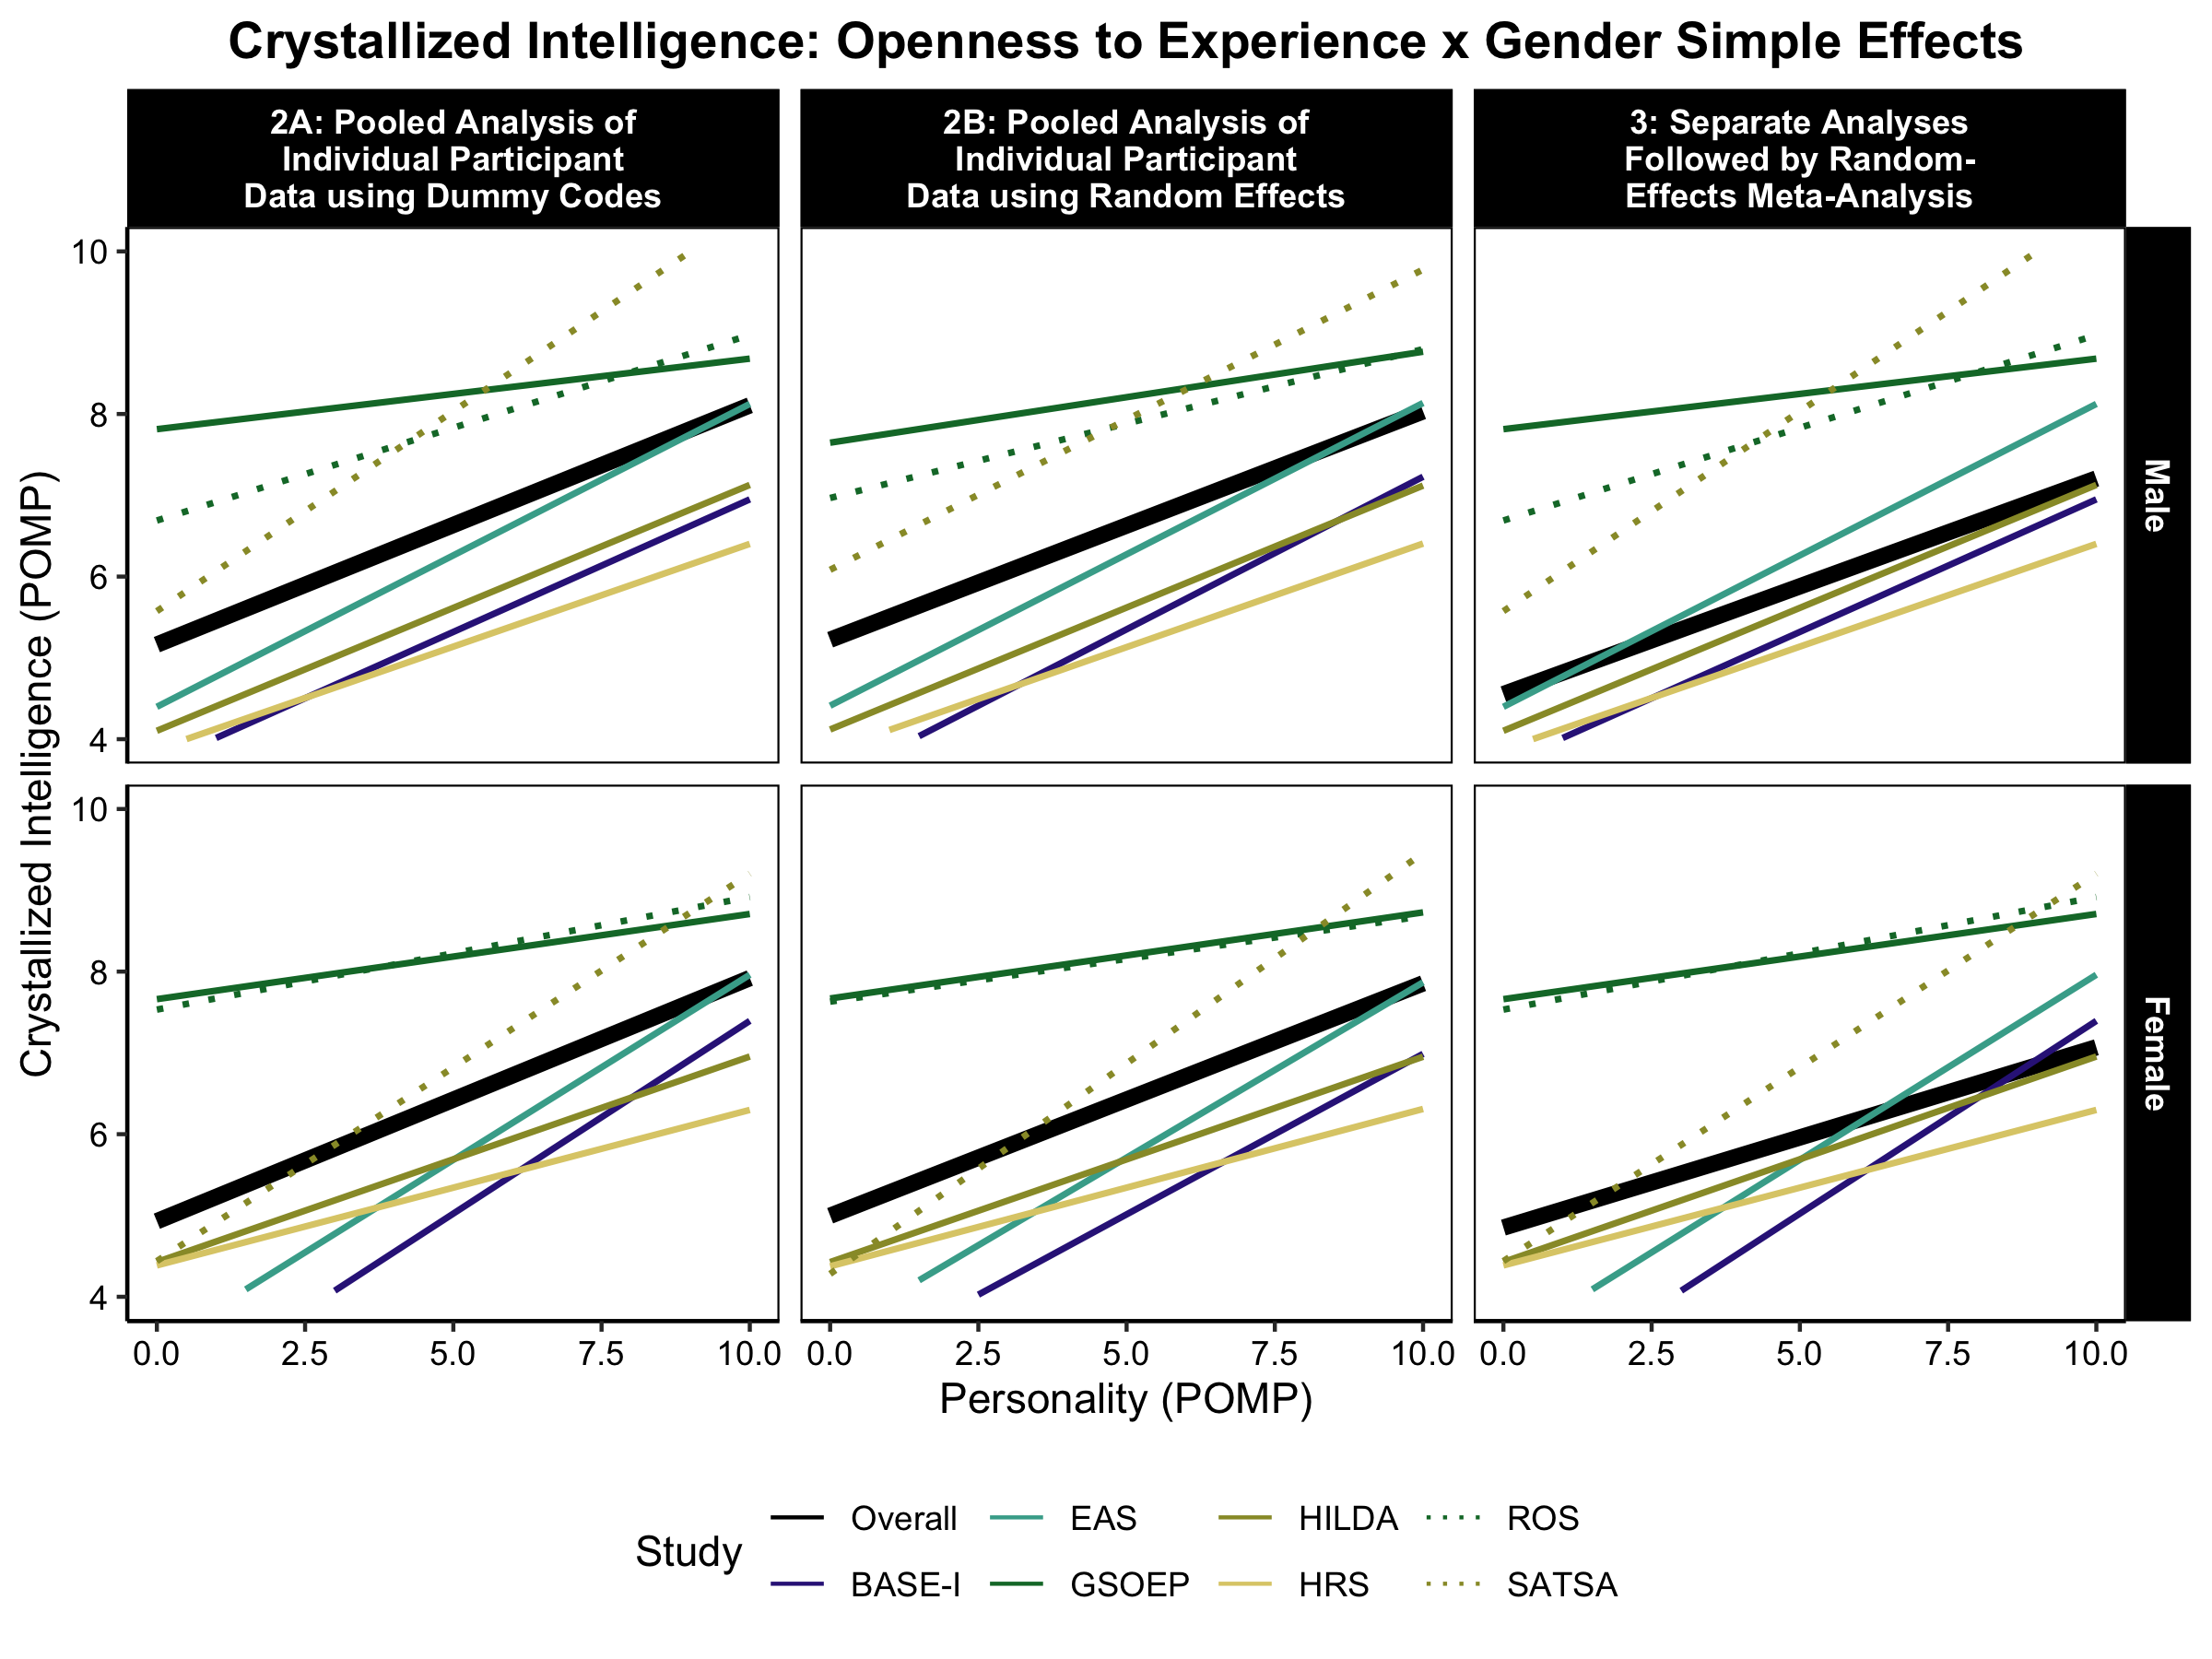 Crystallized Intelligence: Openness to Experience x Gender Simple Effects
2A: Pooled Analysis of
Individual Participant
Data using Dummy Codes
2B: Pooled Analysis of
Individual Participant
Data using Random Effects
3: Separate Analyses
Followed by Random-
Effects Meta-Analysis
Crystallized Intelligence (POMP)
10
8
6
4
Male
10
8
6
4
Female
0.0 2.5 5.0 7.5 10.0
0.0 2.5 5.0 7.5 10.0
0.0 2.5 5.0 7.5 10.0
Personality (POMP)
Study
Overall EAS HILDA ROS
BASE-I GSOEP HRS SATSA